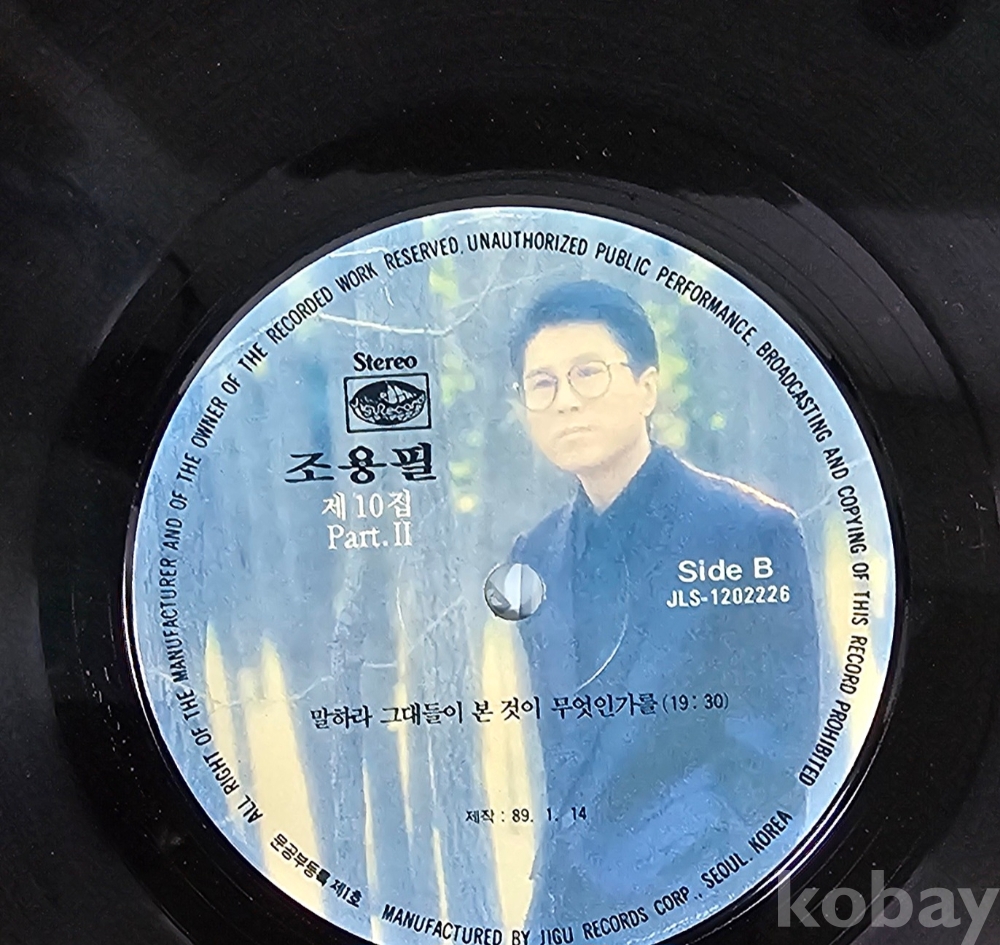 ALL RIGHT OF THE MANUFACTURER AND OF THE OWNER OF THE RECORDED WORK RESERVED. UNAUTHORIZED PUBLIC PERFORMANCE. BROADCASTING AND COPYING OF THIS RECORD PROHIBITED
Stereo
조용필
제10집
Part.II
Side B
JLS-1202226
말하라 그대들이 본 것이 무엇인가를 (19:30)
제작 : 89. 1. 14
문공부등록 제1호
MANUFACTURED BY JIGU RECORDS CORP., SEOUL. KOREA
kobay